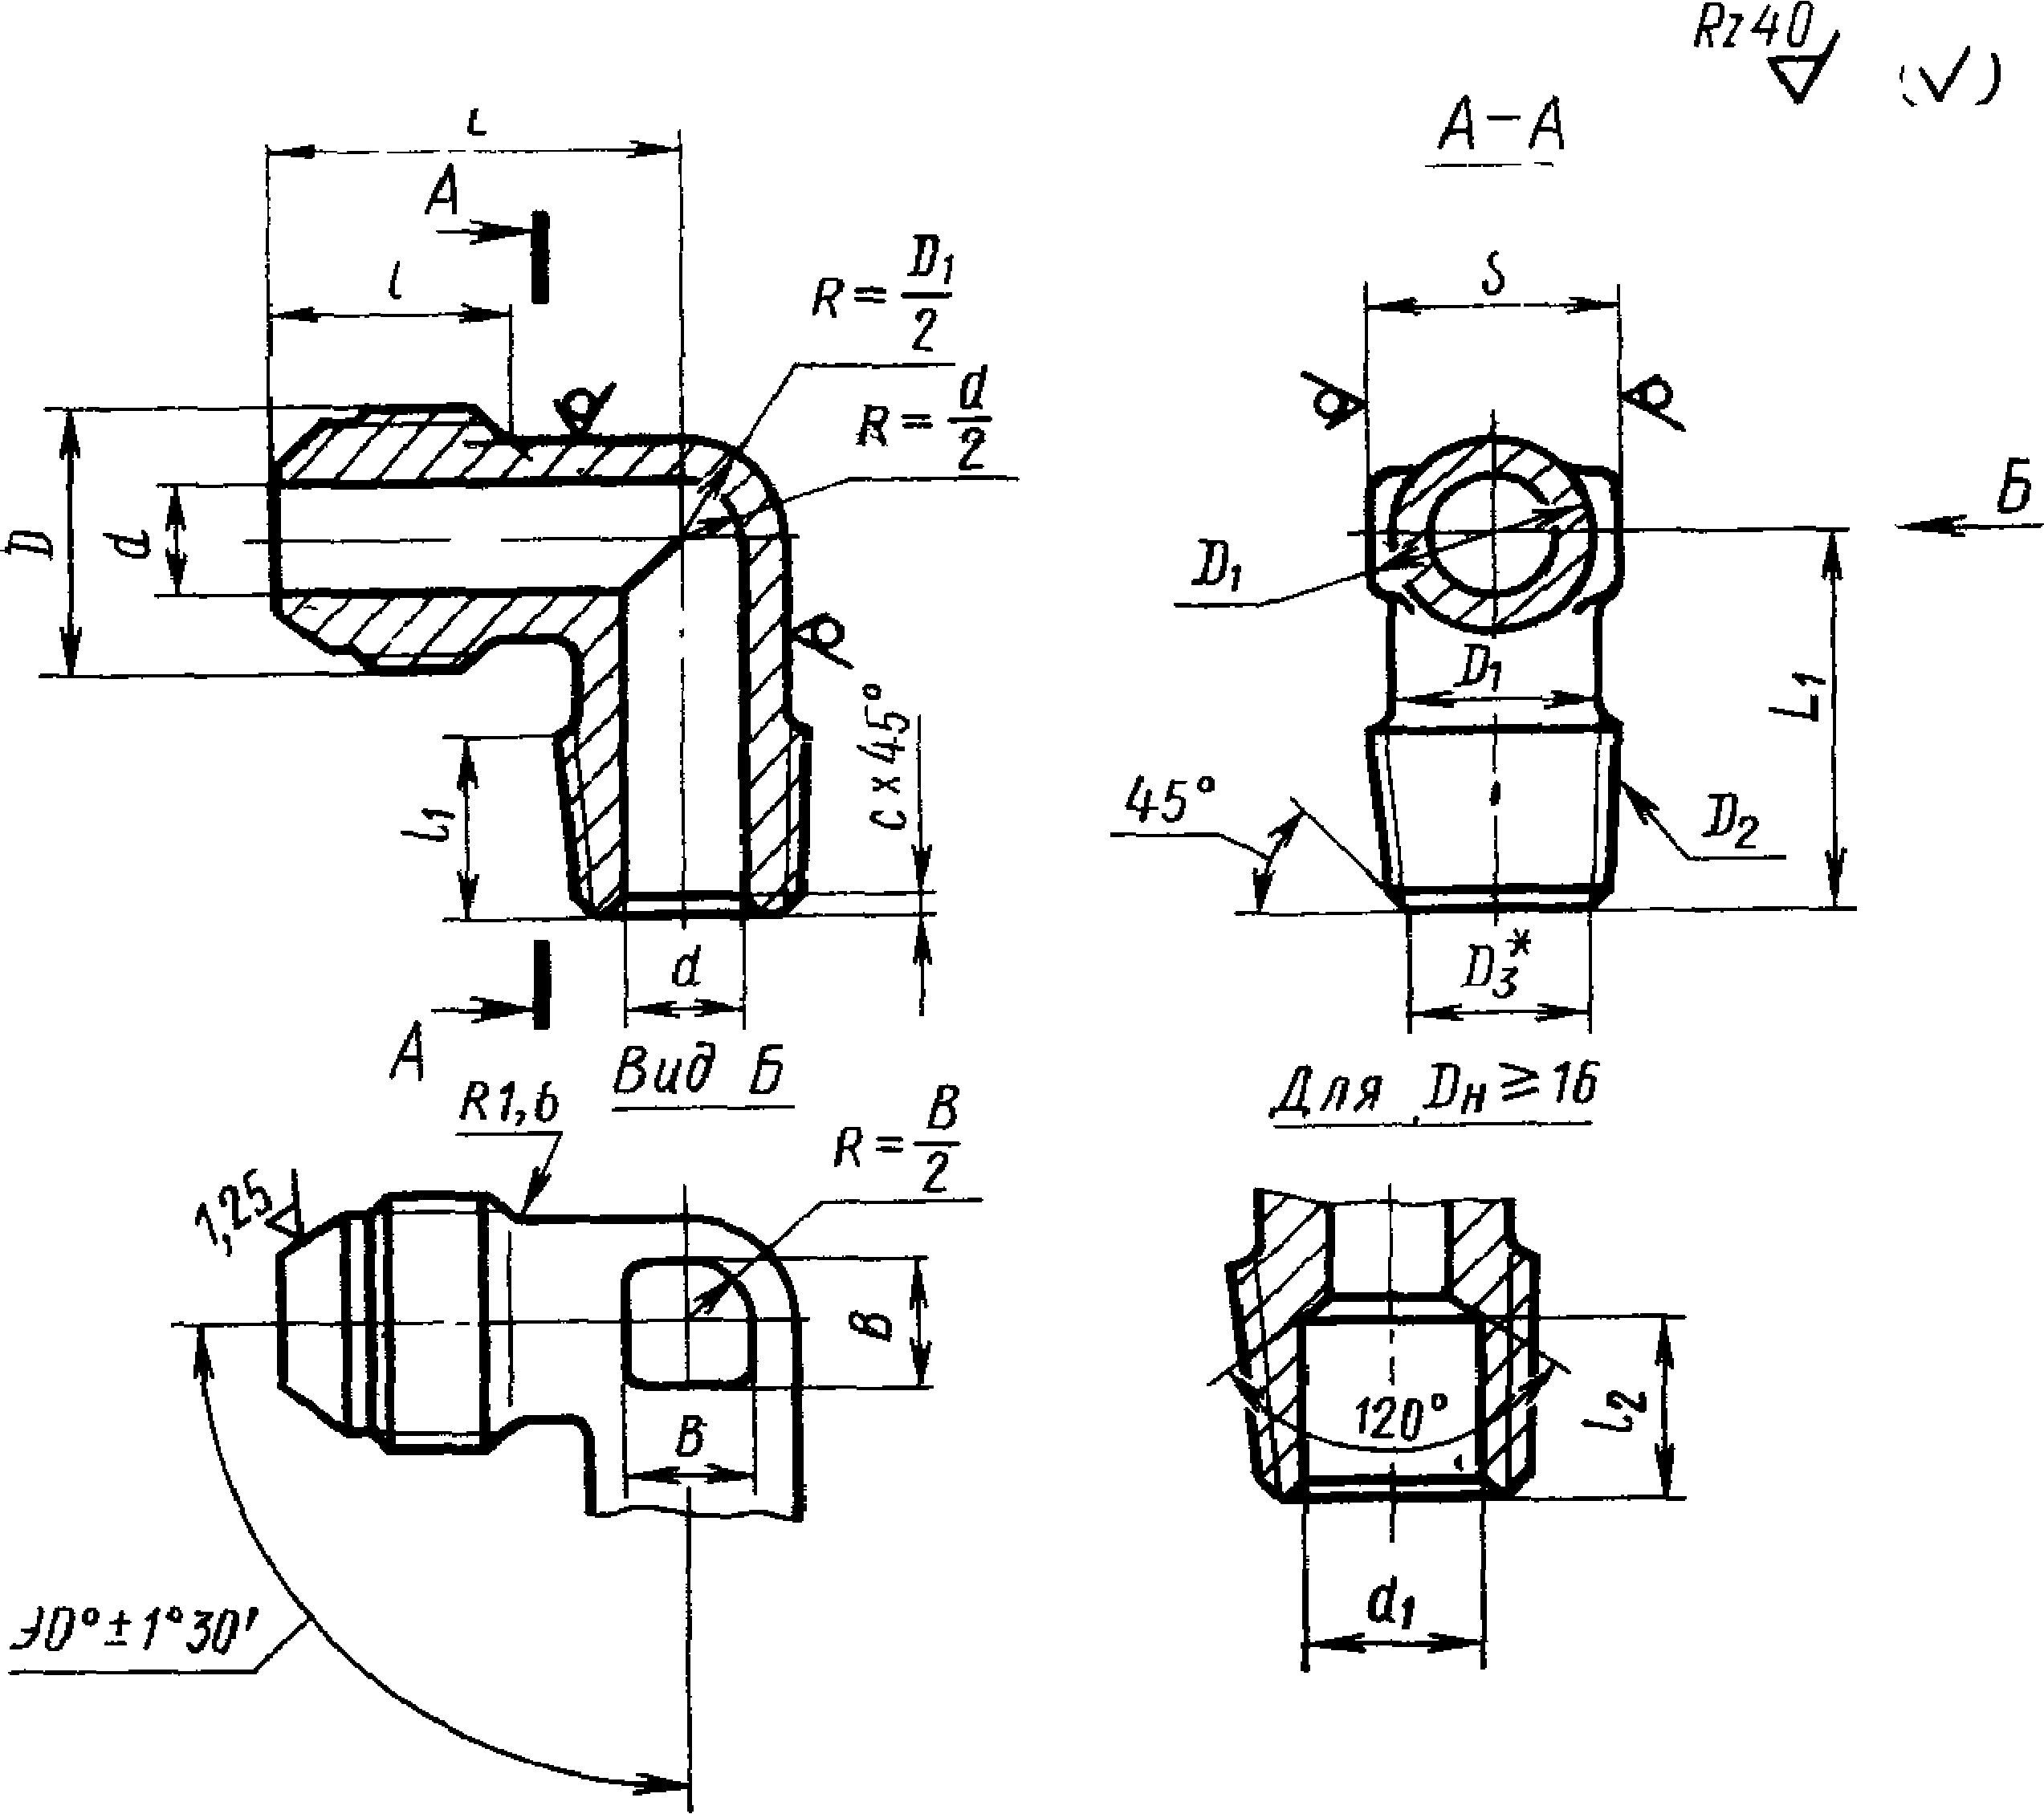 Rz 40 (√)
А–А
L
А
l
R = D₁/2
R = d/2
S
Б
D
d
D₁
D₁
L₁
l₁
c×45°
45°
D₂
d
D₃*
А
Вид Б
Для Dн ≥ 16
R1,6
R = В/2
1,25
В
В
120°
l₂
d₁
90° ± 1°30'